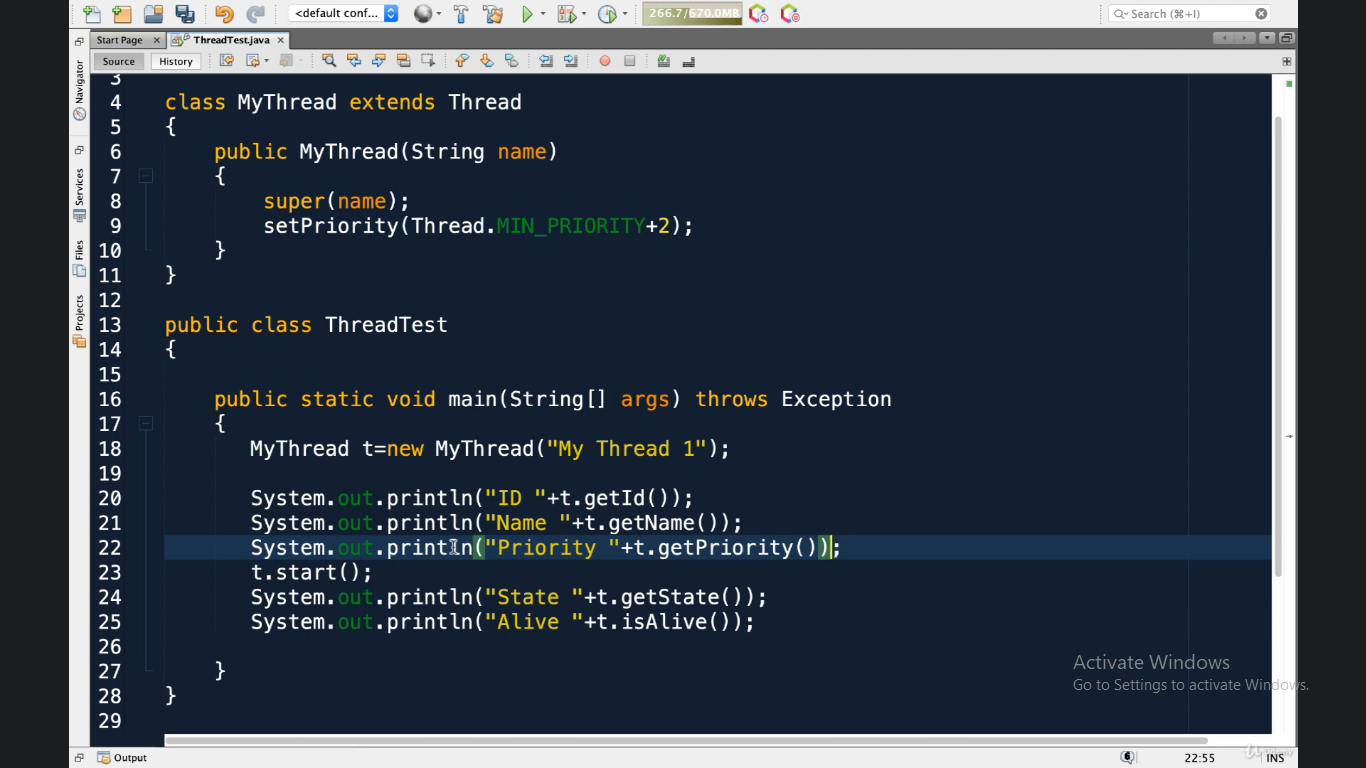 <default conf...
266.7/670.0MB
Search (⌘+I)
Start Page
ThreadTest.java
Source
History
Navigator
Services
Files
Projects
3
4 class MyThread extends Thread
5 {
6 public MyThread(String name)
7 {
8 super(name);
9 setPriority(Thread.MIN_PRIORITY+2);
10 }
11 }
12
13 public class ThreadTest
14 {
15
16 public static void main(String[] args) throws Exception
17 {
18 MyThread t=new MyThread("My Thread 1");
19
20 System.out.println("ID "+t.getId());
21 System.out.println("Name "+t.getName());
22 System.out.println("Priority "+t.getPriority());
23 t.start();
24 System.out.println("State "+t.getState());
25 System.out.println("Alive "+t.isAlive());
26
27 }
28 }
29
Activate Windows
Go to Settings to activate Windows.
Output
6
22:55
INS